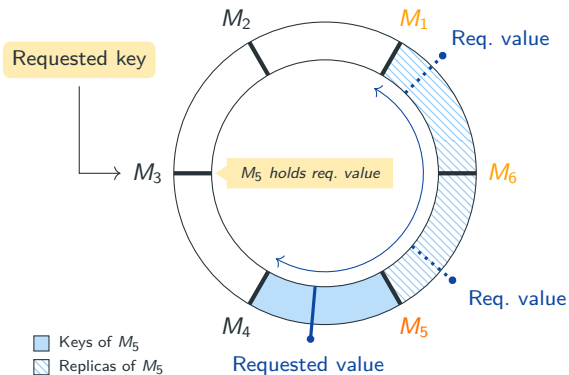 M2
M1
Req. value
Requested key
M3
M5 holds req. value
M6
Req. value
M4
M5
Keys of M5
Replicas of M5
Requested value